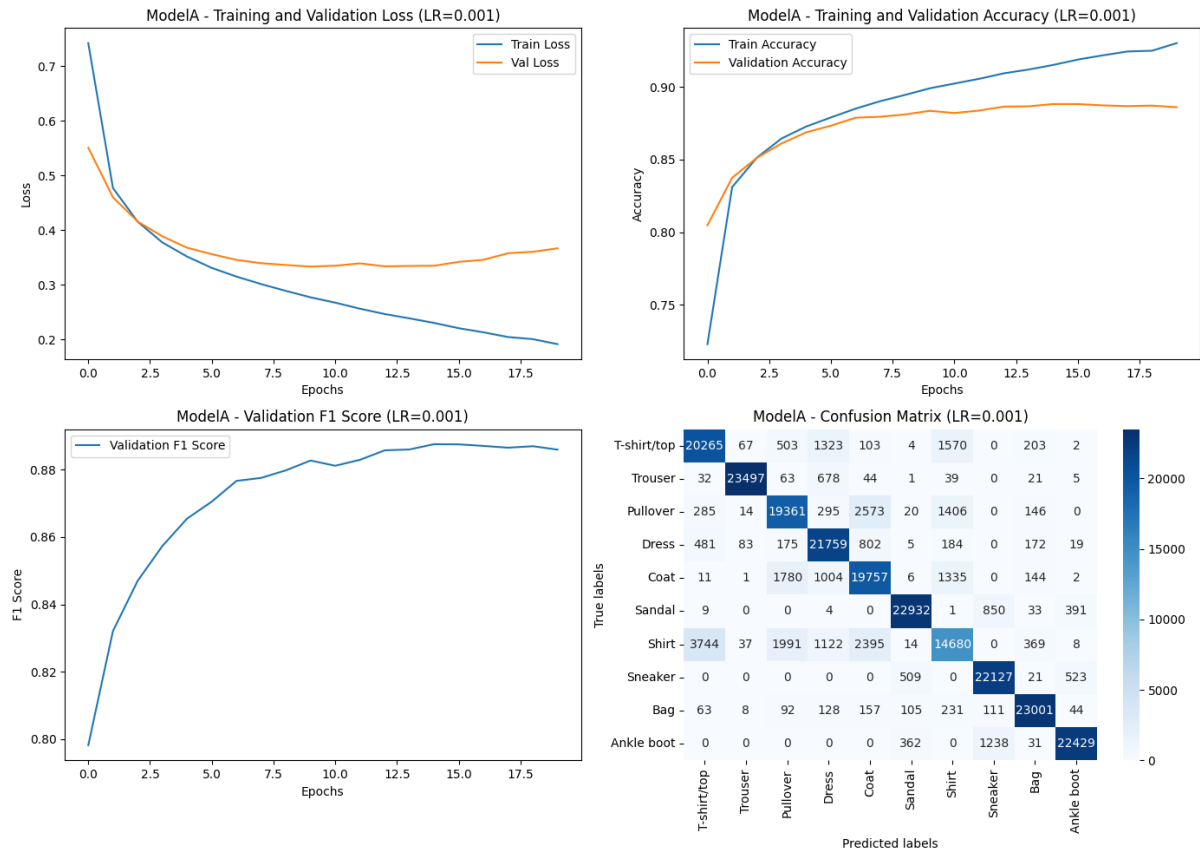 ModelA - Training and Validation Loss (LR=0.001)
Train Loss
Val Loss
0.7
0.6
0.5
0.4
0.3
0.2
Loss
0.0 2.5 5.0 7.5 10.0 12.5 15.0 17.5
Epochs
ModelA - Training and Validation Accuracy (LR=0.001)
Train Accuracy
Validation Accuracy
0.90
0.85
0.80
0.75
Accuracy
0.0 2.5 5.0 7.5 10.0 12.5 15.0 17.5
Epochs
ModelA - Validation F1 Score (LR=0.001)
Validation F1 Score
0.88
0.86
0.84
0.82
0.80
F1 Score
0.0 2.5 5.0 7.5 10.0 12.5 15.0 17.5
Epochs
ModelA - Confusion Matrix (LR=0.001)
True labels
T-shirt/top 20265 67 503 1323 103 4 1570 0 203 2
Trouser 32 23497 63 678 44 1 39 0 21 5
Pullover 285 14 19361 295 2573 20 1406 0 146 0
Dress 481 83 175 21759 802 5 184 0 172 19
Coat 11 1 1780 1004 19757 6 1335 0 144 2
Sandal 9 0 0 4 0 22932 1 850 33 391
Shirt 3744 37 1991 1122 2395 14 14680 0 369 8
Sneaker 0 0 0 0 0 509 0 22127 21 523
Bag 63 8 92 128 157 105 231 111 23001 44
Ankle boot 0 0 0 0 0 362 0 1238 31 22429
T-shirt/top Trouser Pullover Dress Coat Sandal Shirt Sneaker Bag Ankle boot
Predicted labels
20000
15000
10000
5000
0